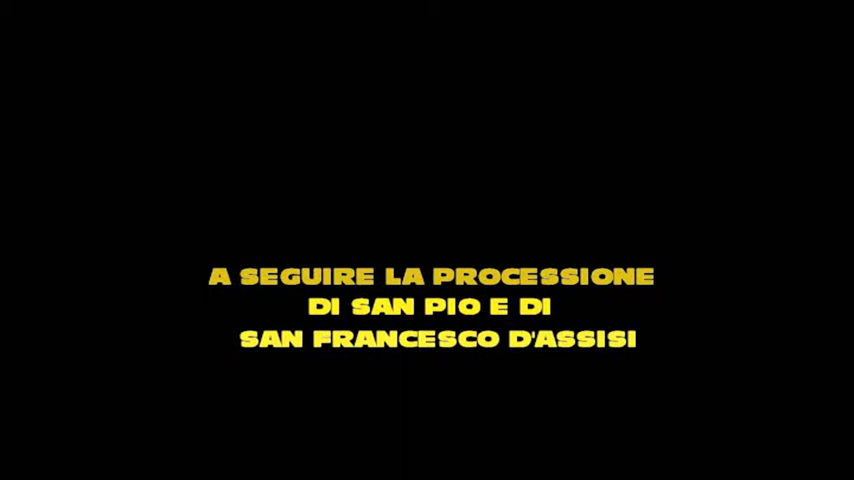 A SEGUIRE LA PROCESSIONE
DI SAN PIO E DI
SAN FRANCESCO D'ASSISI